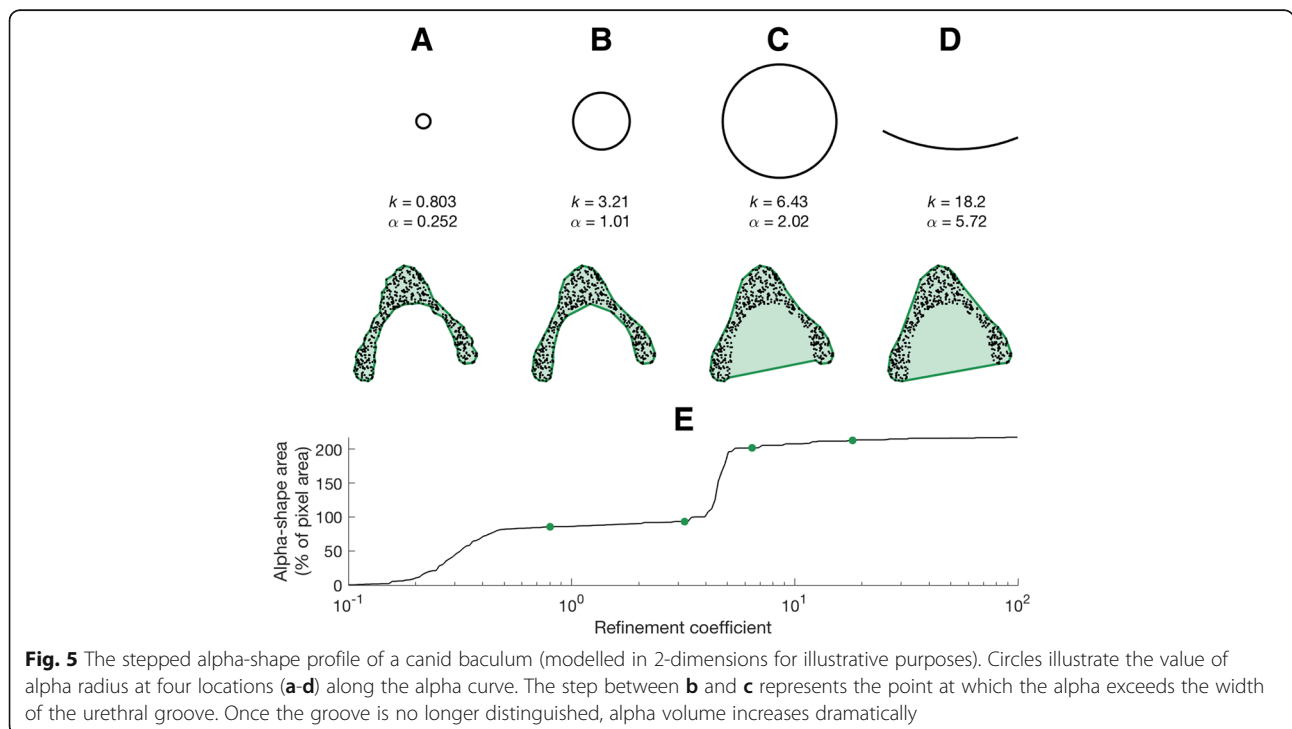 A B C D
k = 0.803 k = 3.21 k = 6.43 k = 18.2
α = 0.252 α = 1.01 α = 2.02 α = 5.72
E
Alpha-shape area
(% of pixel area)
200
150
100
50
0
10⁻¹ 10⁰ 10¹ 10²
Refinement coefficient
Fig. 5 The stepped alpha-shape profile of a canid baculum (modelled in 2-dimensions for illustrative purposes). Circles illustrate the value of
alpha radius at four locations (a-d) along the alpha curve. The step between b and c represents the point at which the alpha exceeds the width
of the urethral groove. Once the groove is no longer distinguished, alpha volume increases dramatically